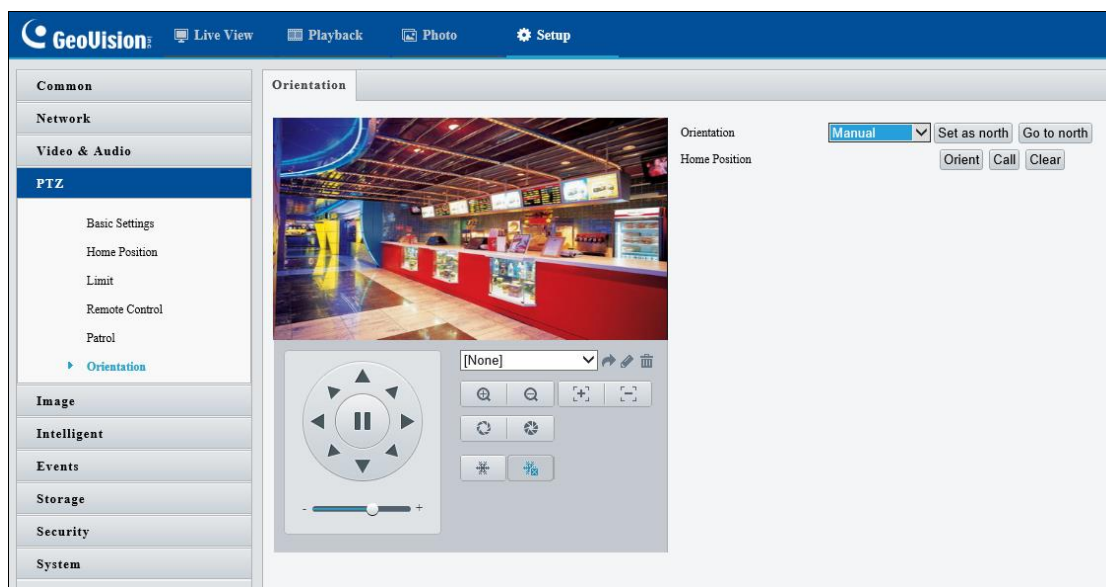 GeoVision
Live View
Playback
Photo
Setup
Common
Network
Video & Audio
PTZ
Basic Settings
Home Position
Limit
Remote Control
Patrol
Orientation
Image
Intelligent
Events
Storage
Security
System
Orientation
Orientation Manual Set as north Go to north
Home Position Orient Call Clear
[None]
- +